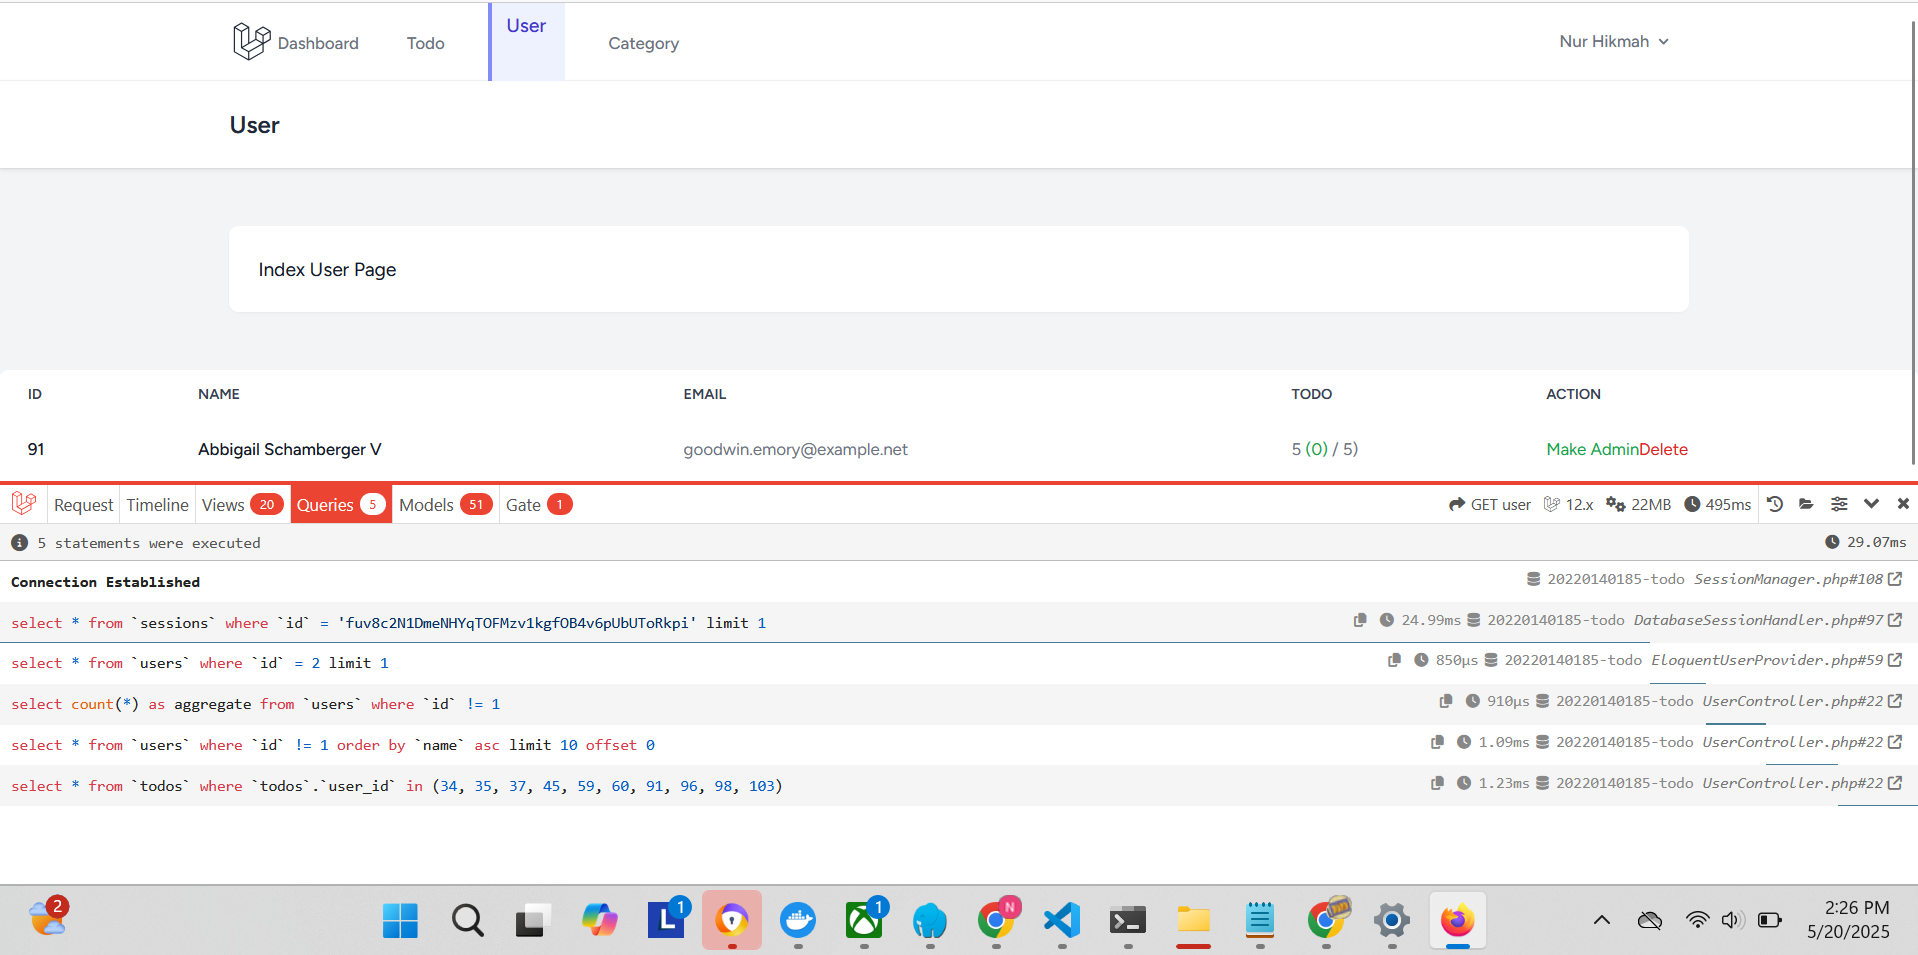 Dashboard Todo User Category Nur Hikmah
User
Index User Page
ID NAME EMAIL TODO ACTION
91 Abbigail Schamberger V goodwin.emory@example.net 5 (0) / 5) Make AdminDelete
Request Timeline Views 20 Queries 5 Models 51 Gate 1 GET user 12.x 22MB 495ms
5 statements were executed 29.07ms
Connection Established 20220140185-todo SessionManager.php#108
select * from `sessions` where `id` = 'fuv8c2N1DmeNHYqTOFMzv1kgfOB4v6pUbUToRkpi' limit 1 24.99ms 20220140185-todo DatabaseSessionHandler.php#97
select * from `users` where `id` = 2 limit 1 850μs 20220140185-todo EloquentUserProvider.php#59
select count(*) as aggregate from `users` where `id` != 1 910μs 20220140185-todo UserController.php#22
select * from `users` where `id` != 1 order by `name` asc limit 10 offset 0 1.09ms 20220140185-todo UserController.php#22
select * from `todos` where `todos`.`user_id` in (34, 35, 37, 45, 59, 60, 91, 96, 98, 103) 1.23ms 20220140185-todo UserController.php#22
2 L 1 1 N 2:26 PM
5/20/2025